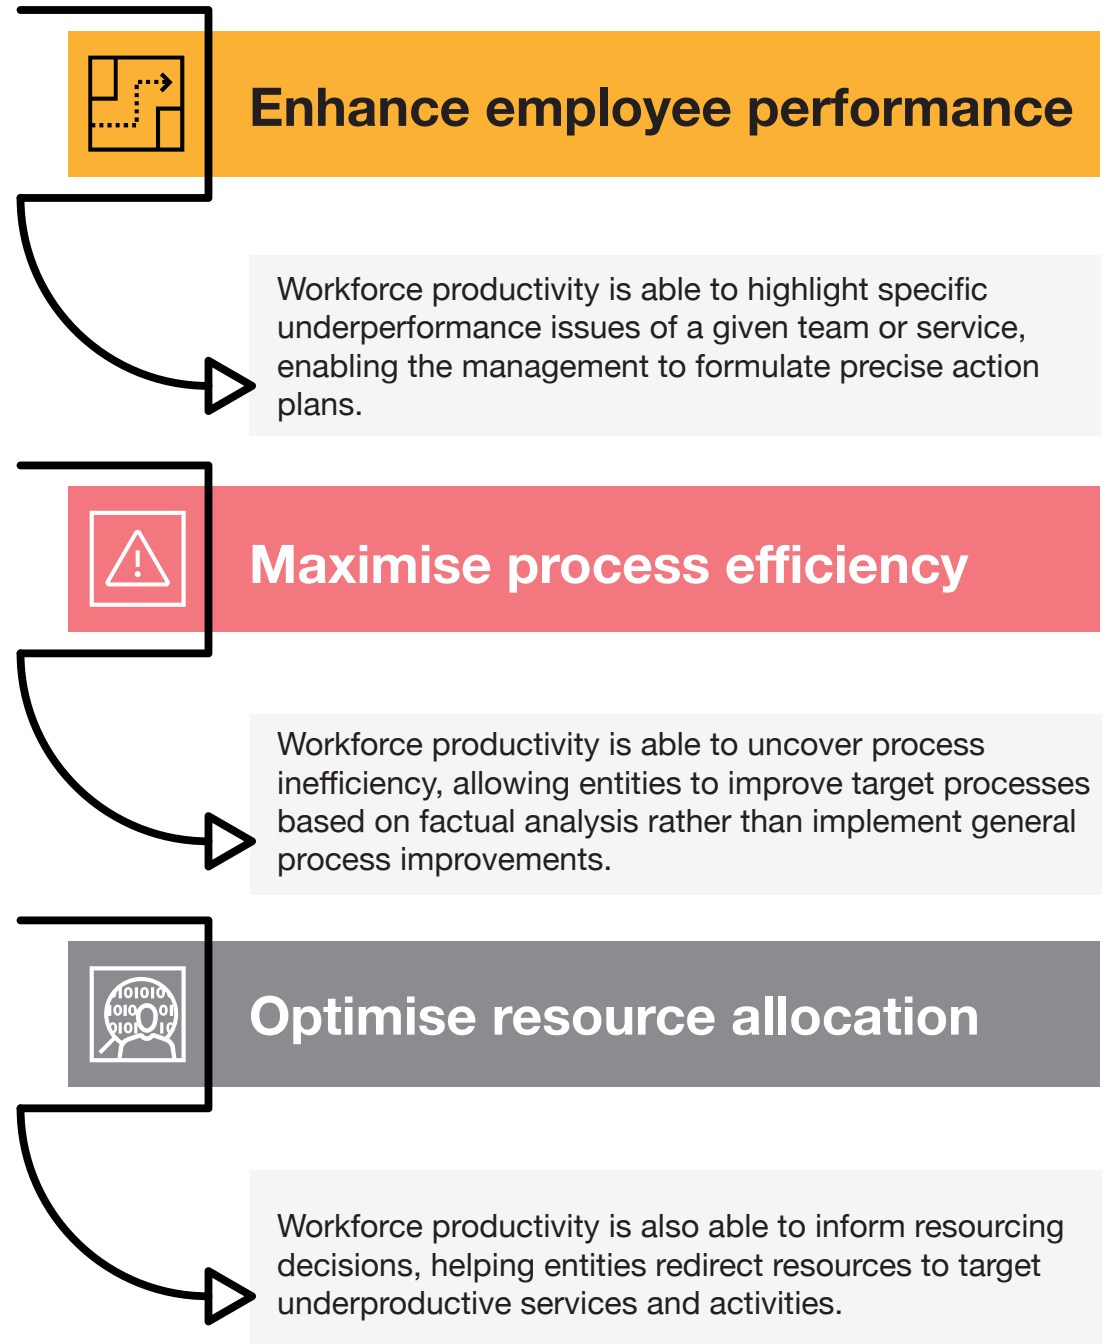 Enhance employee performance
Workforce productivity is able to highlight specific
underperformance issues of a given team or service,
enabling the management to formulate precise action
plans.
Maximise process efficiency
Workforce productivity is able to uncover process
inefficiency, allowing entities to improve target processes
based on factual analysis rather than implement general
process improvements.
Optimise resource allocation
Workforce productivity is also able to inform resourcing
decisions, helping entities redirect resources to target
underproductive services and activities.